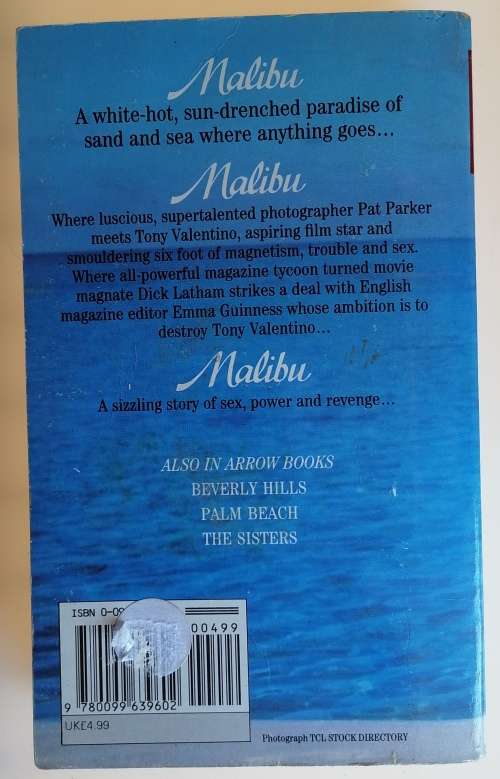 Malibu
A white-hot, sun-drenched paradise of
sand and sea where anything goes...
Malibu
Where luscious, supertalented photographer Pat Parker
meets Tony Valentino, aspiring film star and
smouldering six foot of magnetism, trouble and sex.
Where all-powerful magazine tycoon turned movie
magnate Dick Latham strikes a deal with English
magazine editor Emma Guinness whose ambition is to
destroy Tony Valentino...
Malibu
A sizzling story of sex, power and revenge...
ALSO IN ARROW BOOKS
BEVERLY HILLS
PALM BEACH
THE SISTERS
ISBN 0-09
00499
9 780099 639602
UK£4.99
Photograph TCL STOCK DIRECTORY